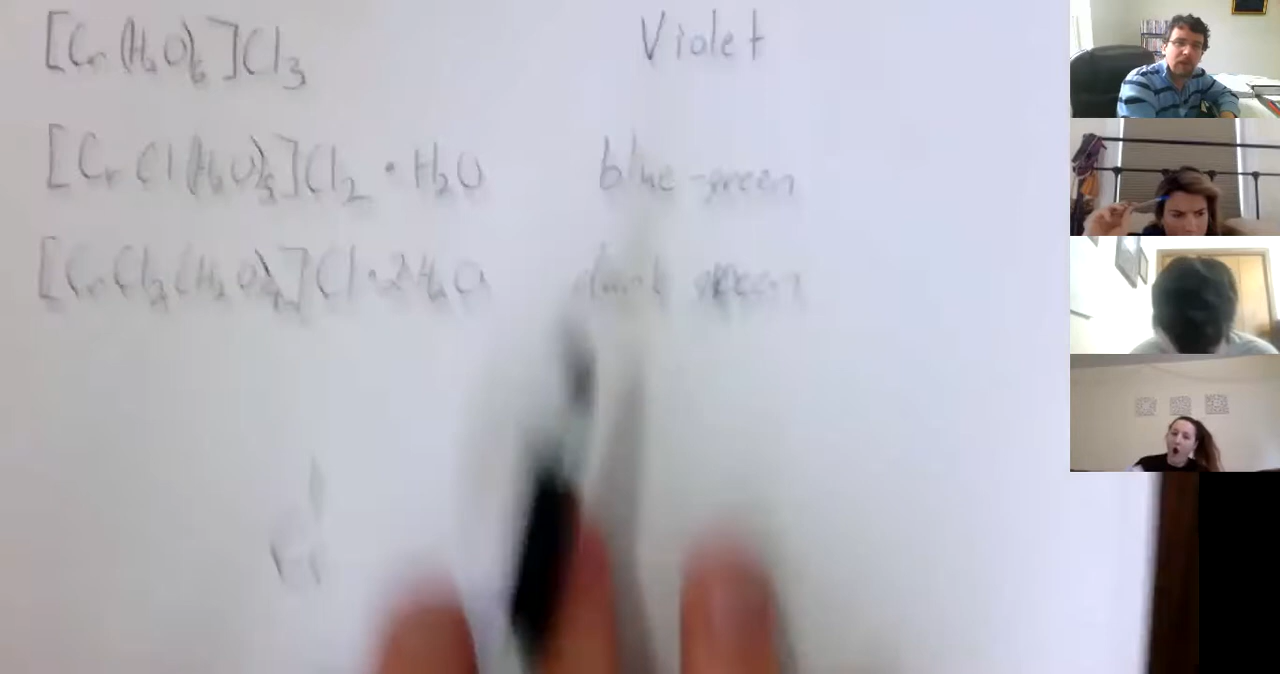 [Cr(H₂O)₆]Cl₃ Violet
[CrCl(H₂O)₅]Cl₂ · H₂O blue-green
[CrCl₂(H₂O)₄]Cl·2H₂O dark green